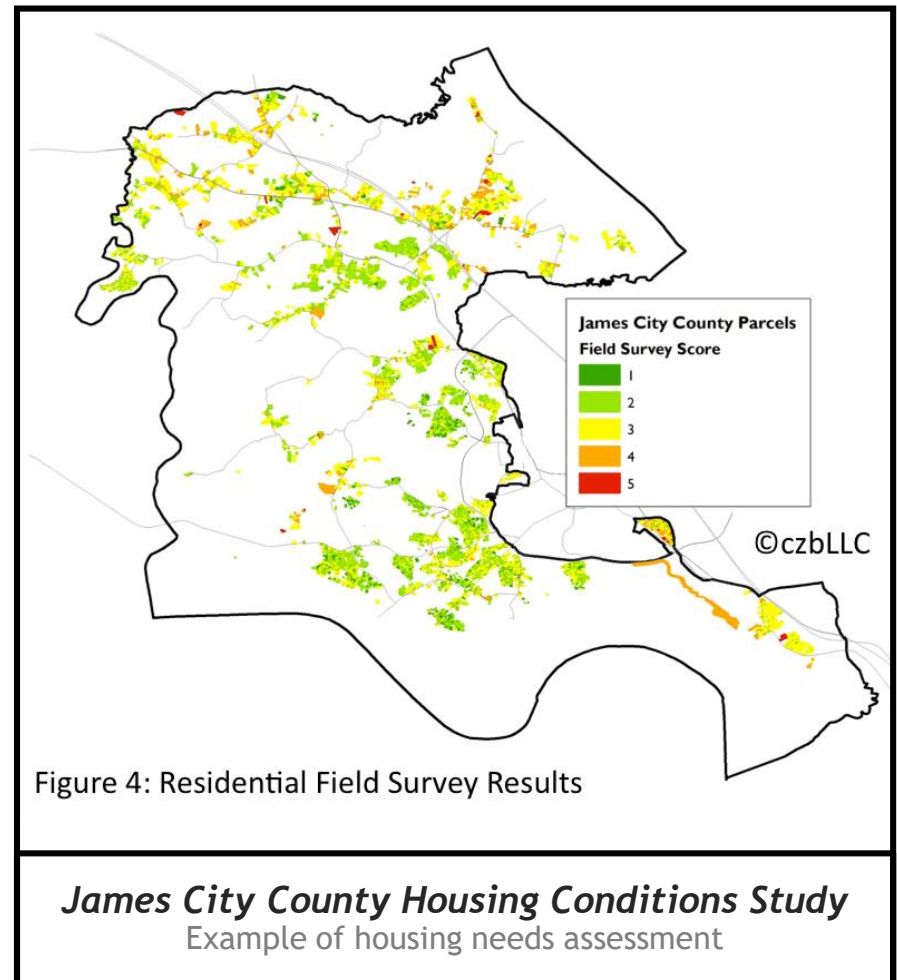 James City County Parcels
Field Survey Score
1
2
3
4
5
©czbLLC
Figure 4: Residential Field Survey Results
James City County Housing Conditions Study
Example of housing needs assessment